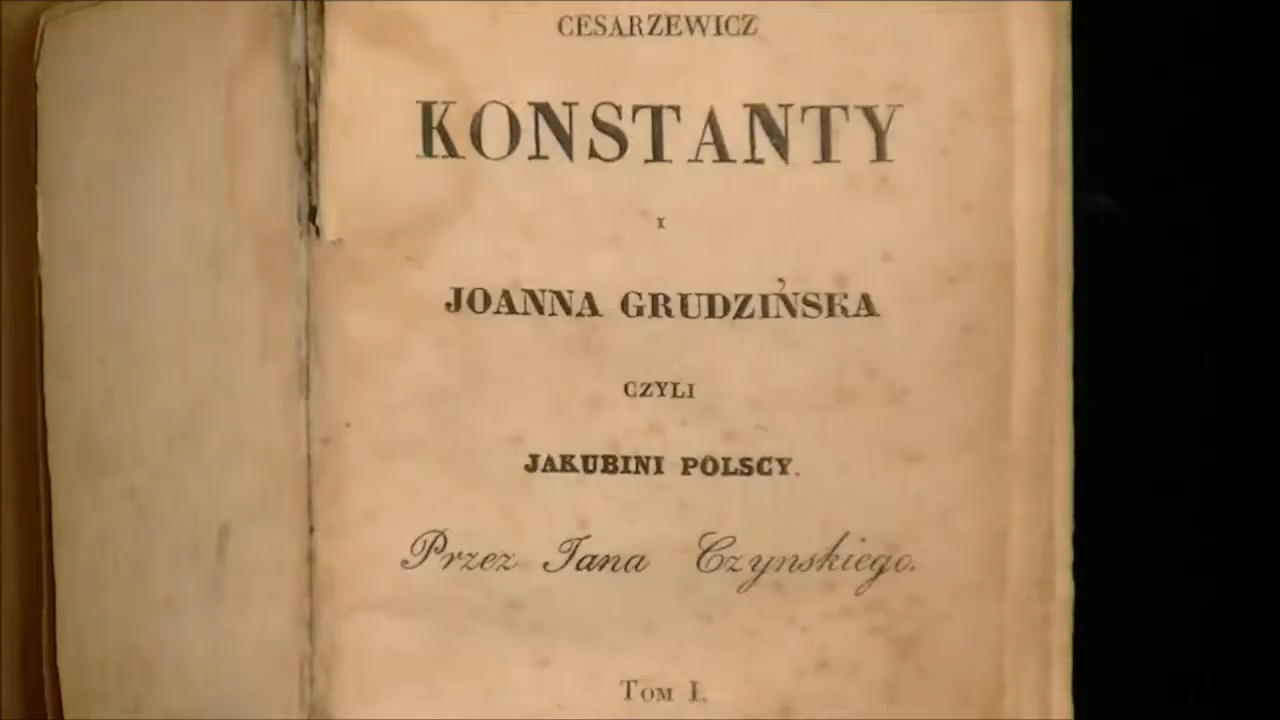 CESARZEWICZ
KONSTANTY
I
JOANNA GRUDZIŃSKA
CZYLI
JAKUBINI POLSCY.
Przez Jana Czynskiego.
Tom I.